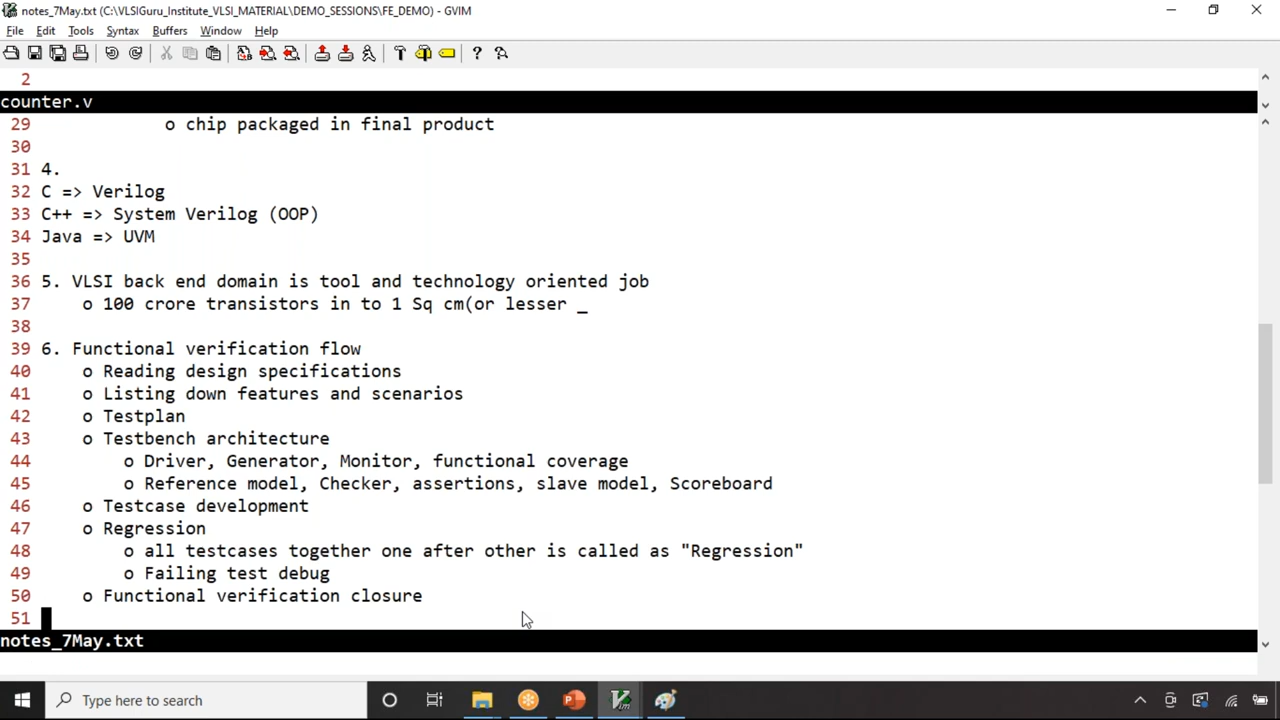 notes_7May.txt (C:\VLSIGuru_Institute_VLSI_MATERIAL\DEMO_SESSIONS\FE_DEMO) - GVIM
File Edit Tools Syntax Buffers Window Help
2
counter.v
29 o chip packaged in final product
30
31 4.
32 C => Verilog
33 C++ => System Verilog (OOP)
34 Java => UVM
35
36 5. VLSI back end domain is tool and technology oriented job
37 o 100 crore transistors in to 1 Sq cm(or lesser _
38
39 6. Functional verification flow
40 o Reading design specifications
41 o Listing down features and scenarios
42 o Testplan
43 o Testbench architecture
44 o Driver, Generator, Monitor, functional coverage
45 o Reference model, Checker, assertions, slave model, Scoreboard
46 o Testcase development
47 o Regression
48 o all testcases together one after other is called as "Regression"
49 o Failing test debug
50 o Functional verification closure
51
notes_7May.txt
Type here to search